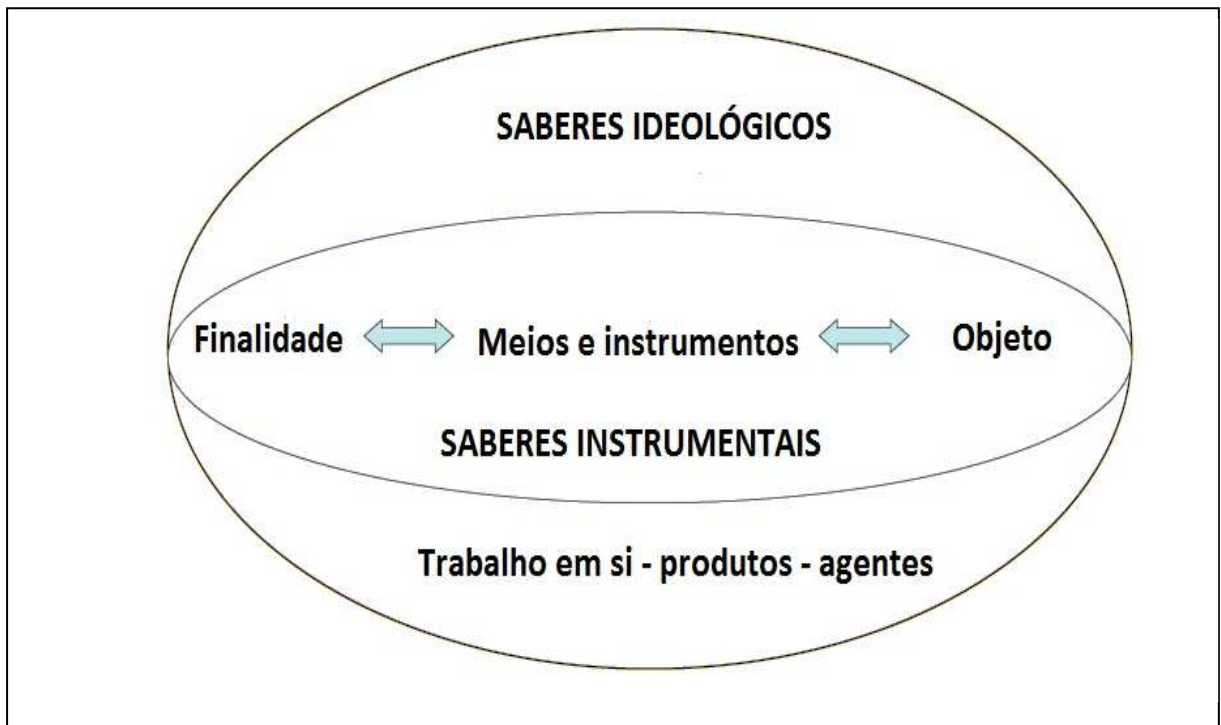 SABERES IDEOLÓGICOS
Finalidade Meios e instrumentos Objeto
SABERES INSTRUMENTAIS
Trabalho em si - produtos - agentes